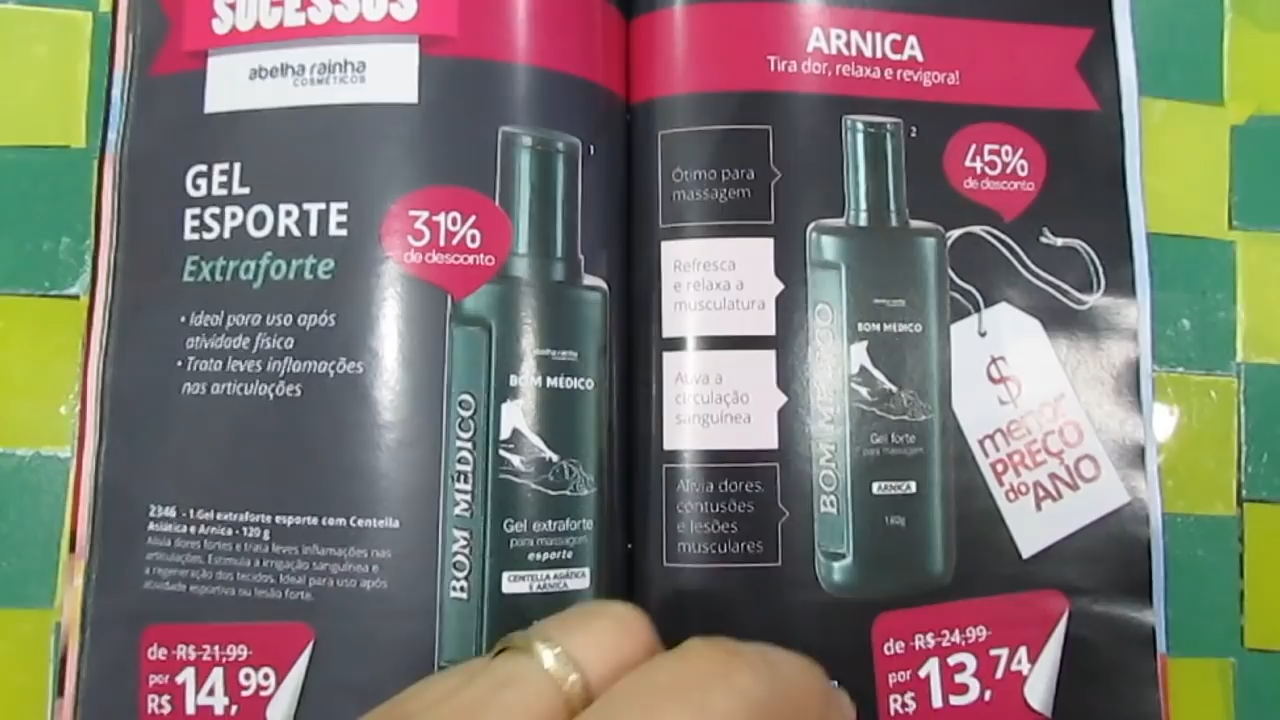 SUCESSOS
abelha rainha
COSMÉTICOS
GEL
ESPORTE
Extraforte
• Ideal para uso após
atividade física
• Trata leves inflamações
nas articulações
31%
de desconto
1
abelha rainha
BOM MÉDICO
BOM MÉDICO
Gel extraforte
para massagem
esporte
CENTELLA ASIÁTICA
E ARNICA
2346 - 1 Gel extraforte esporte com Centella
Asiática e Arnica - 120 g
Alivia dores fortes e trata leves inflamações nas
articulações. Estimula a irrigação sanguínea e
a regeneração dos tecidos. Ideal para uso após
atividade esportiva ou lesão forte.
de R$ 21,99
por
R$ 14,99
ARNICA
Tira dor, relaxa e revigora!
Ótimo para
massagem
Refresca
e relaxa a
musculatura
Ativa a
circulação
sanguínea
Alivia dores,
contusões
e lesões
musculares
2
45%
de desconto
BOM MÉDICO
BOM MÉDICO
Gel forte
para massagem
ARNICA
$
menor
PREÇO
do ANO
de R$ 24,99
por
R$ 13,74